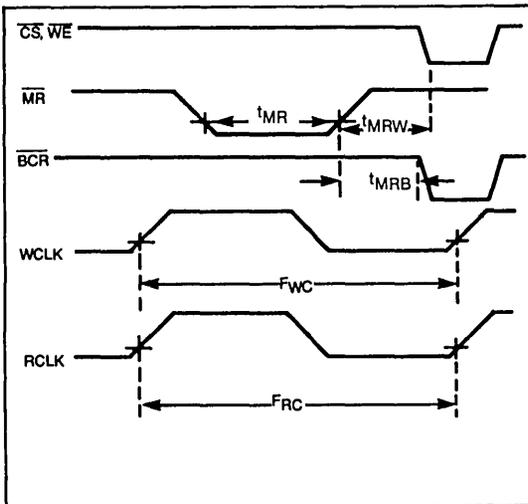 CS, WE
MR
tMR
tMRW
BCR
tMRB
WCLK
FWC
RCLK
FRC